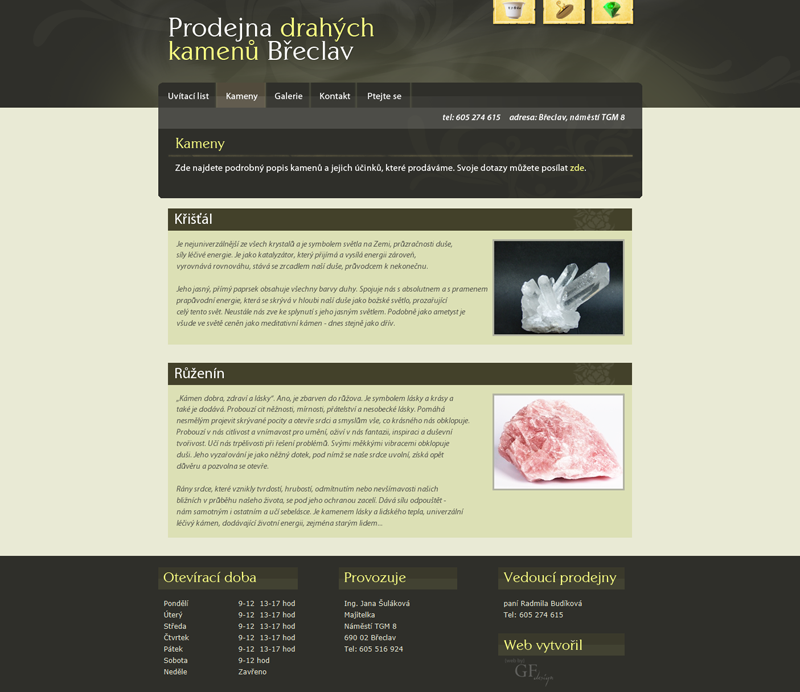 Prodejna drahých
kamenů Břeclav
Uvítací list
Kameny
Galerie
Kontakt
Ptejte se
tel: 605 274 615 adresa: Břeclav, náměstí TGM 8
Kameny
Zde najdete podrobný popis kamenů a jejich účinků, které prodáváme. Svoje dotazy můžete posílat zde.
Křišťál
Je nejuniverzálnější ze všech krystalů a je symbolem světla na Zemi, průzračnosti duše,
síly léčivé energie. Je jako katalyzátor, který přijímá a vysílá energii zároveň,
vyrovnává rovnováhu, stává se zrcadlem naší duše, průvodcem k nekonečnu.
Jeho jasný, přímý paprsek obsahuje všechny barvy duhy. Spojuje nás s absolutnem a s pramenem
prapůvodní energie, která se skrývá v hloubi naší duše jako božské světlo, prozařující
celý tento svět. Neustále nás zve ke splynutí s jeho jasným světlem. Podobně jako ametyst je
všude ve světě ceněn jako meditativní kámen - dnes stejně jako dřív.
Růženín
„Kámen dobra, zdraví a lásky". Ano, je zbarven do růžova. Je symbolem lásky a krásy a
také je dodává. Probouzí cit něžnosti, mírnosti, přátelství a nesobecké lásky. Pomáhá
nesmělým projevit skrývané pocity a otevře srdci a smyslům vše, co krásného nás obklopuje.
Probouzí v nás citlivost a vnímavost pro umění, oživí v nás fantazii, inspiraci a duševní
tvořivost. Učí nás trpělivosti při řešení problémů. Svými měkkými vibracemi obklopuje
duši. Jeho vyzařování je jako něžný dotek, pod nímž se naše srdce uvolní, získá opět
důvěru a pozvolna se otevře.
Rány srdce, které vznikly tvrdostí, hrubostí, odmítnutím nebo nevšímavostí našich
bližních v průběhu našeho života, se pod jeho ochranou zacelí. Dává sílu odpouštět -
nám samotným i ostatním a učí sebelásce. Je kamenem lásky a lidského tepla, univerzální
léčivý kámen, dodávající životní energii, zejména starým lidem...
Otevírací doba
Pondělí 9-12 13-17 hod
Úterý 9-12 13-17 hod
Středa 9-12 13-17 hod
Čtvrtek 9-12 13-17 hod
Pátek 9-12 13-17 hod
Sobota 9-12 hod
Neděle Zavřeno
Provozuje
Ing. Jana Šuláková
Majitelka
Náměstí TGM 8
690 02 Břeclav
Tel: 605 516 924
Vedoucí prodejny
paní Radmila Budíková
Tel: 605 274 615
Web vytvořil
GF
design